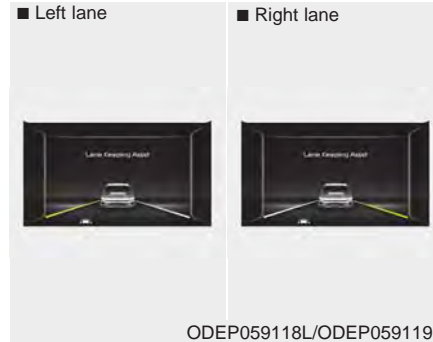 ■ Left lane
■ Right lane
Lane Keeping Assist
Lane Keeping Assist
ODEP059118L/ODEP059119